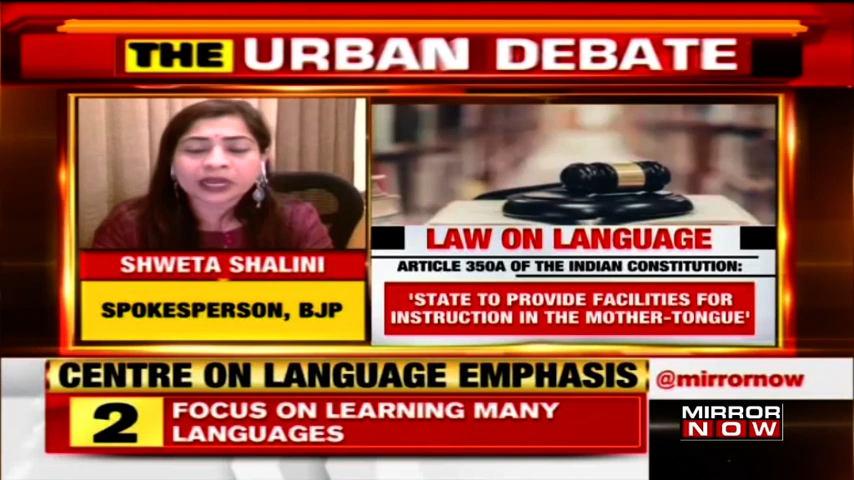 THE URBAN DEBATE
SHWETA SHALINI
SPOKESPERSON, BJP
LAW ON LANGUAGE
ARTICLE 350A OF THE INDIAN CONSTITUTION:
'STATE TO PROVIDE FACILITIES FOR
INSTRUCTION IN THE MOTHER-TONGUE'
CENTRE ON LANGUAGE EMPHASIS
@mirrornow
2
FOCUS ON LEARNING MANY
LANGUAGES
MIRROR
NOW